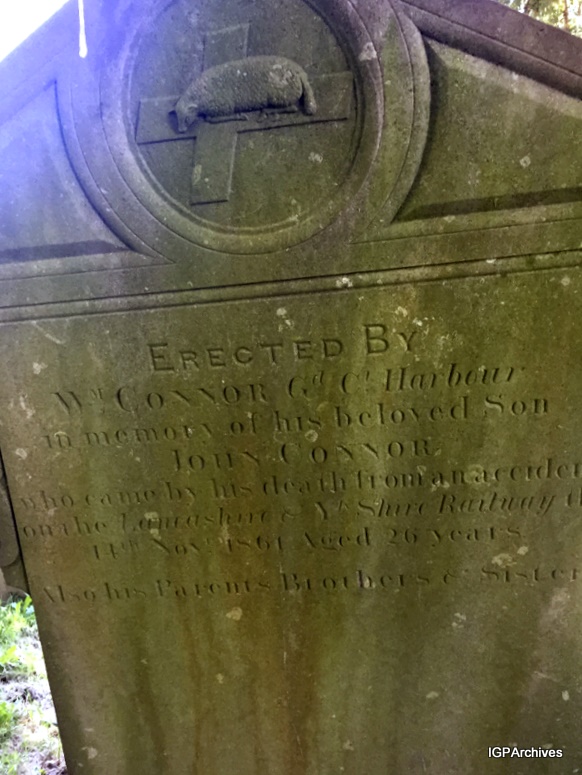 ERECTED BY
Wm CONNOR Gd Ct Harbour
in memory of his beloved Son
JOHN CONNOR
who came by his death from an acciden
on the Lancashire & Yk Shire Railway
14th Novr 1861 Aged 26 years
Also his Parents Brothers & Sister
IGPArchives